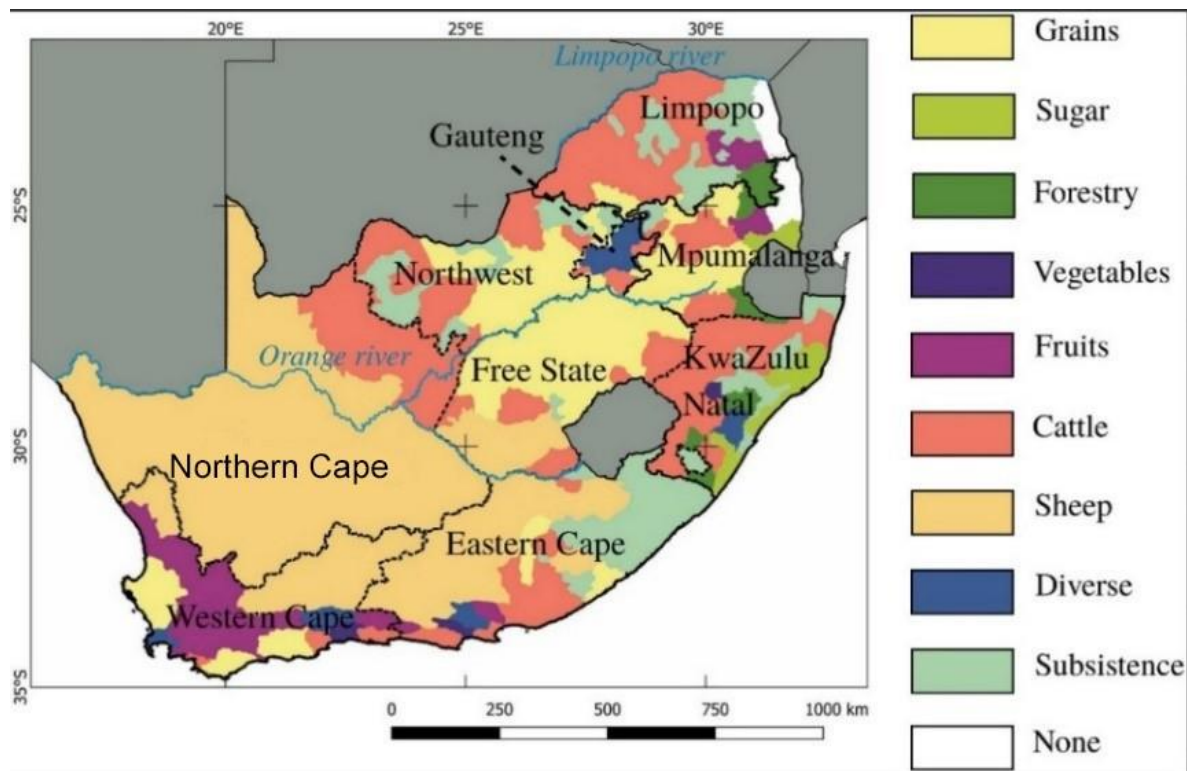 20°E 25°E 30°E
Limpopo river
Limpopo
Gauteng
25°S
Northwest
Mpumalanga
Orange river
Free State
KwaZulu
Natal
30°S
Northern Cape
Eastern Cape
Western Cape
35°S
0 250 500 750 1000 km
Grains
Sugar
Forestry
Vegetables
Fruits
Cattle
Sheep
Diverse
Subsistence
None